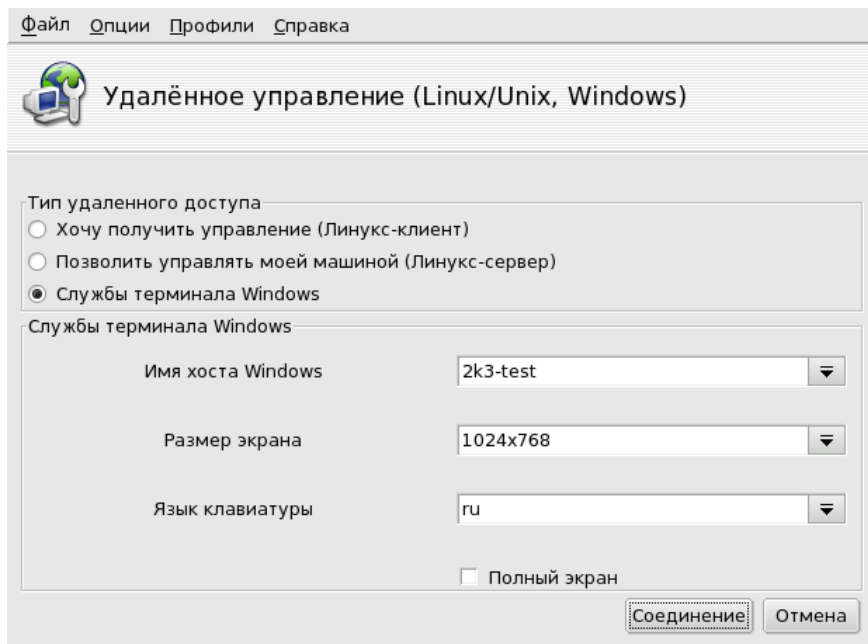 Файл Опции Профили Справка
Удалённое управление (Linux/Unix, Windows)
Тип удаленного доступа
Хочу получить управление (Линукс-клиент)
Позволить управлять моей машиной (Линукс-сервер)
Службы терминала Windows
Службы терминала Windows
Имя хоста Windows 2k3-test
Размер экрана 1024x768
Язык клавиатуры ru
Полный экран
Соединение Отмена